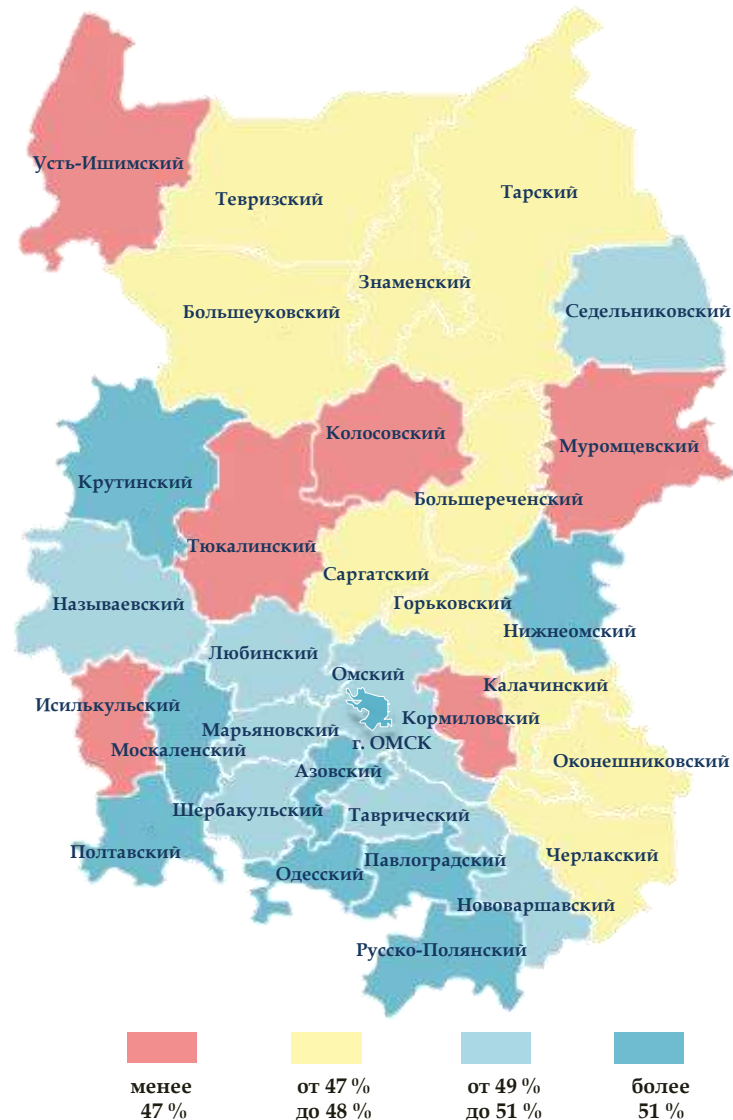 Усть-Ишимский
Тевризский
Тарский
Знаменский
Большеуковский
Седельниковский
Колосовский
Муромцевский
Крутинский
Большереченский
Тюкалинский
Саргатский
Называевский
Горьковский
Нижнеомский
Любинский
Омский
Калачинский
Исилькульский
Кормиловский
Марьяновский
Москаленский
г. ОМСК
Оконешниковский
Азовский
Шербакульский
Таврический
Полтавский
Черлакский
Павлоградский
Одесский
Нововаршавский
Русско-Полянский
менее
47 %
от 47 %
до 48 %
от 49 %
до 51 %
более
51 %